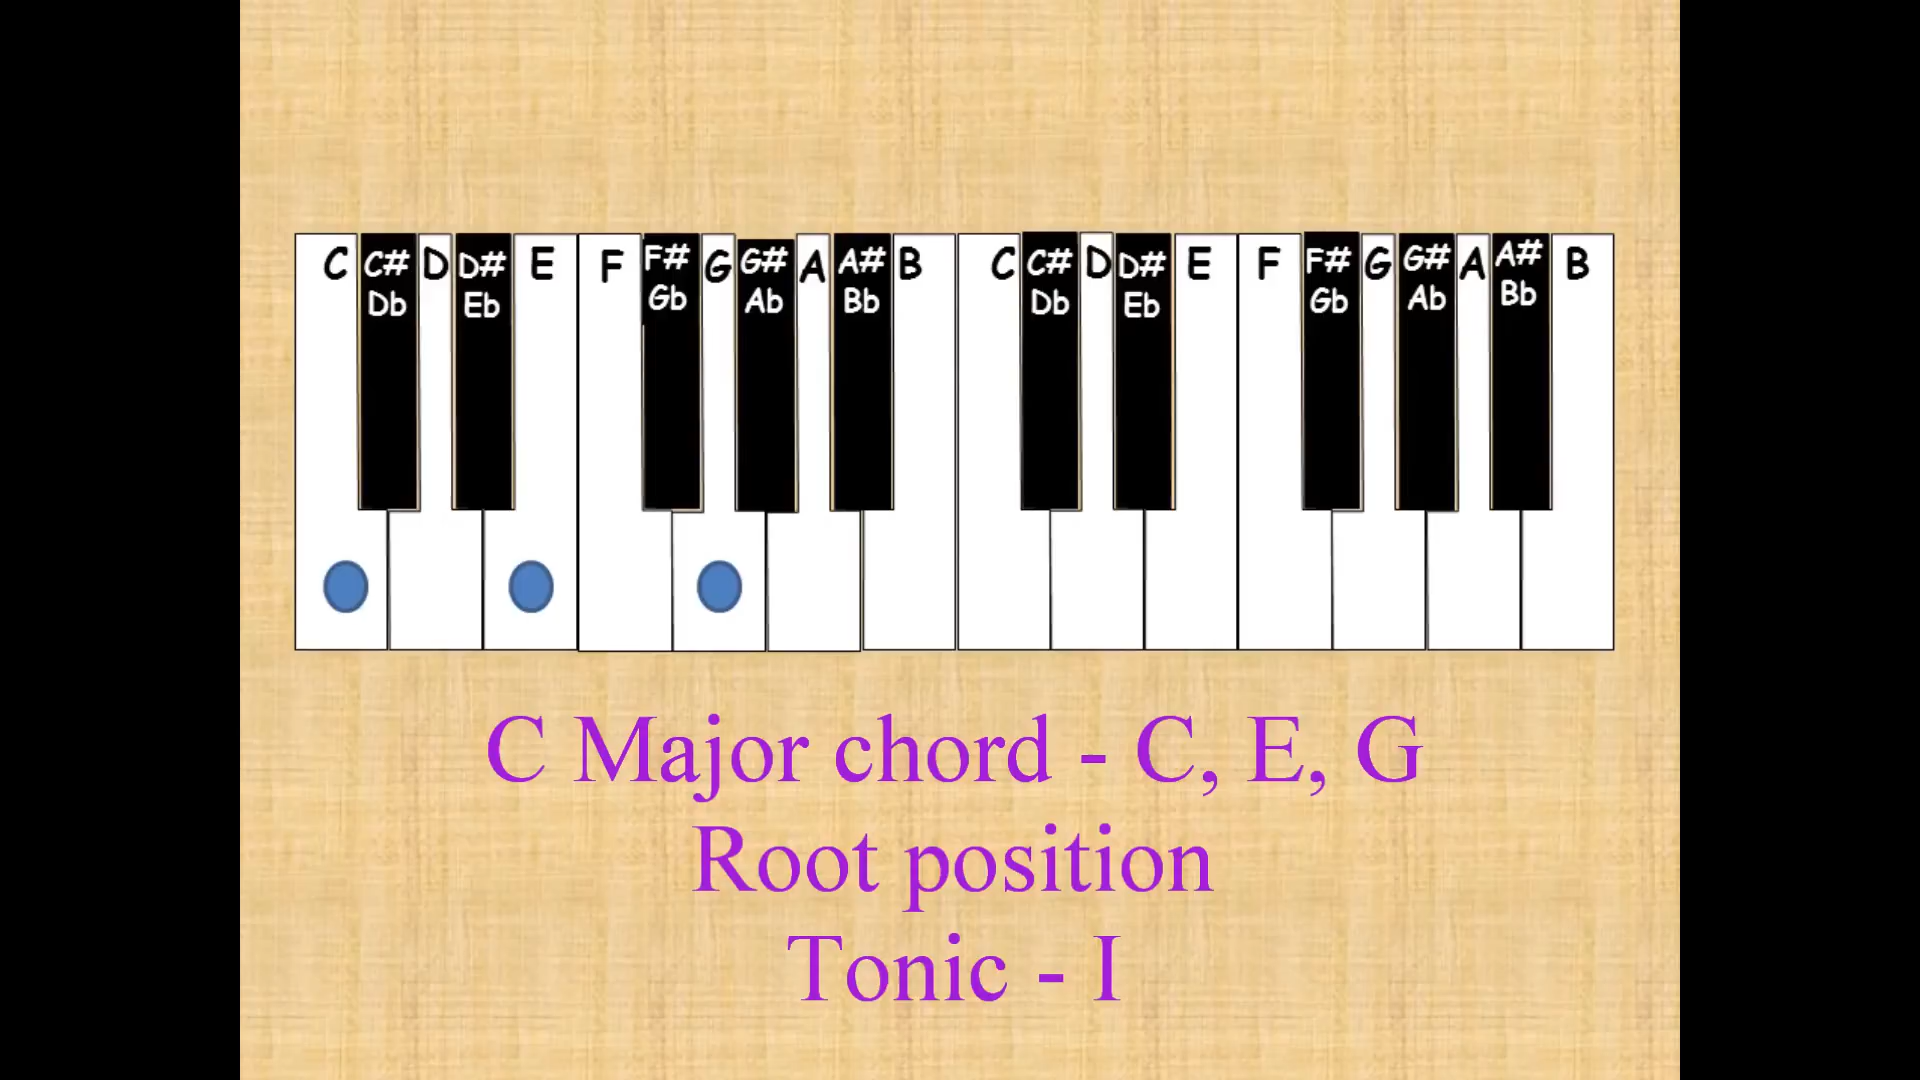 C C# D D# E F F# G G# A A# B C C# D D# E F F# G G# A A# B
Db Eb Gb Ab Bb Db Eb Gb Ab Bb
C Major chord - C, E, G
Root position
Tonic - I